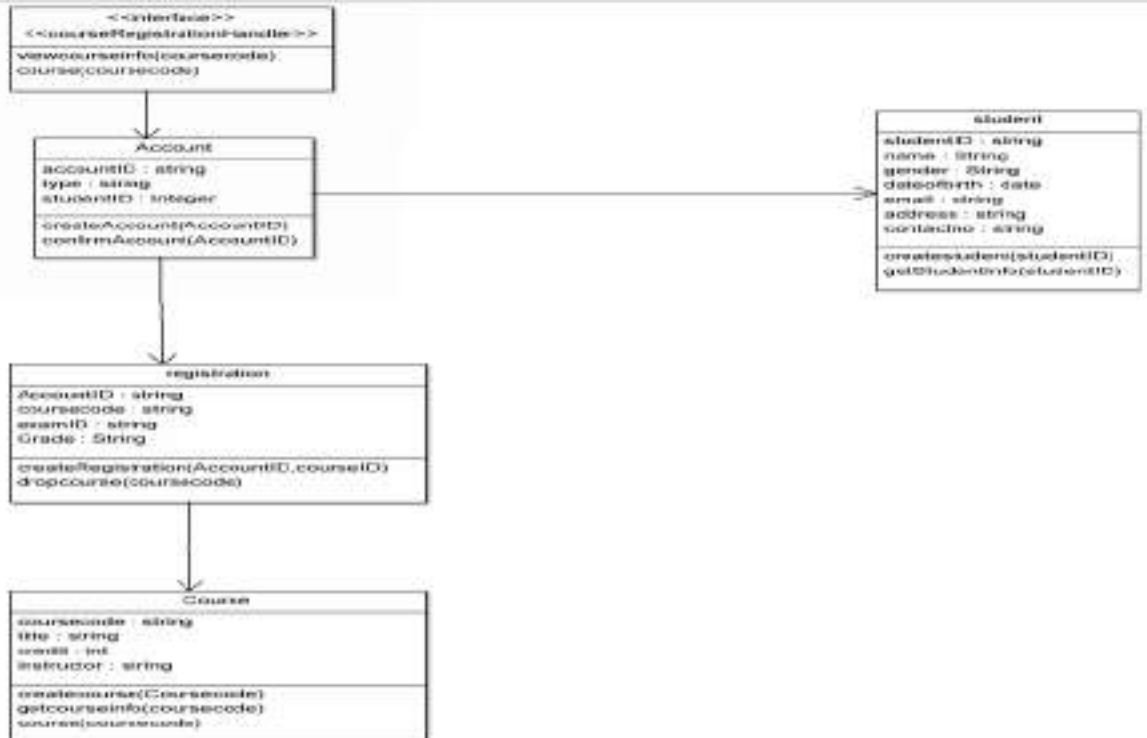 <<interface>>
<<courseRegistrationHandler>>
viewcourseinfo(coursecode)
course(coursecode)
Account
accountID : string
type : string
studentID : Integer
createAccount(AccountID)
confirmAccount(AccountID)
student
studentID : string
name : String
gender : String
dateofbirth : date
email : string
address : string
contactno : string
createstudent(studentID)
getStudentInfo(studentID)
registration
AccountID : string
coursecode : string
examID : string
Grade : String
createRegistration(AccountID,courseID)
dropcourse(coursecode)
Course
coursecode : string
title : string
credit : int
instructor : string
createcourse(Coursecode)
getcourseinfo(coursecode)
course(coursecode)